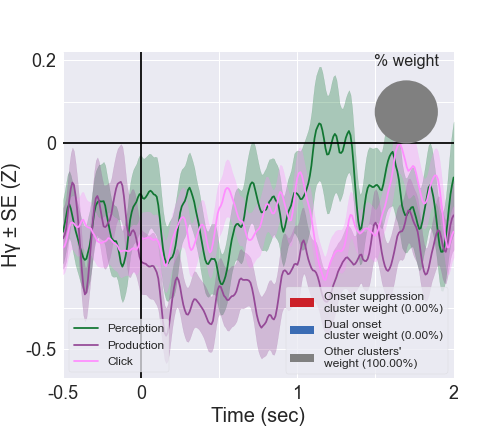 % weight
0.2
0
-0.5
Hγ ± SE (Z)
Perception
Production
Click
Onset suppression
cluster weight (0.00%)
Dual onset
cluster weight (0.00%)
Other clusters'
weight (100.00%)
-0.5 0 1 2
Time (sec)